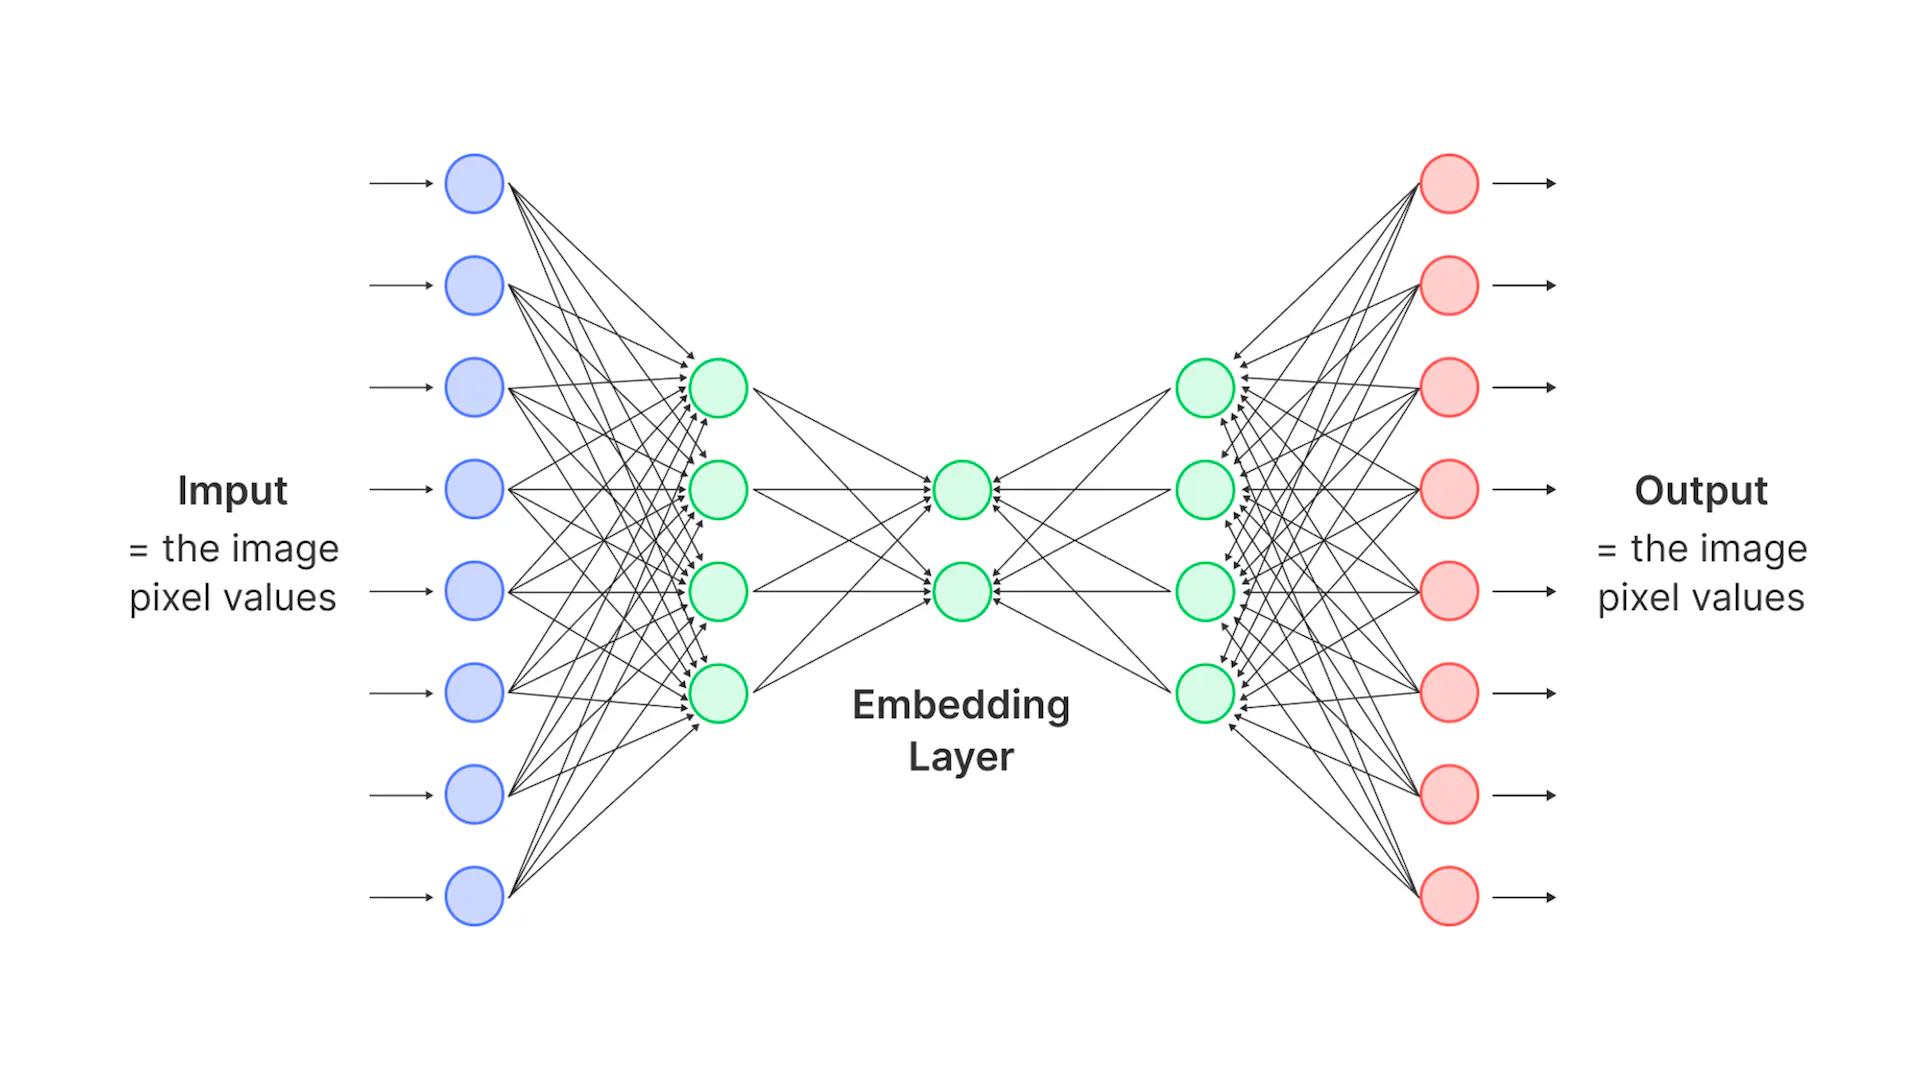 Imput
= the image
pixel values
Embedding
Layer
Output
= the image
pixel values